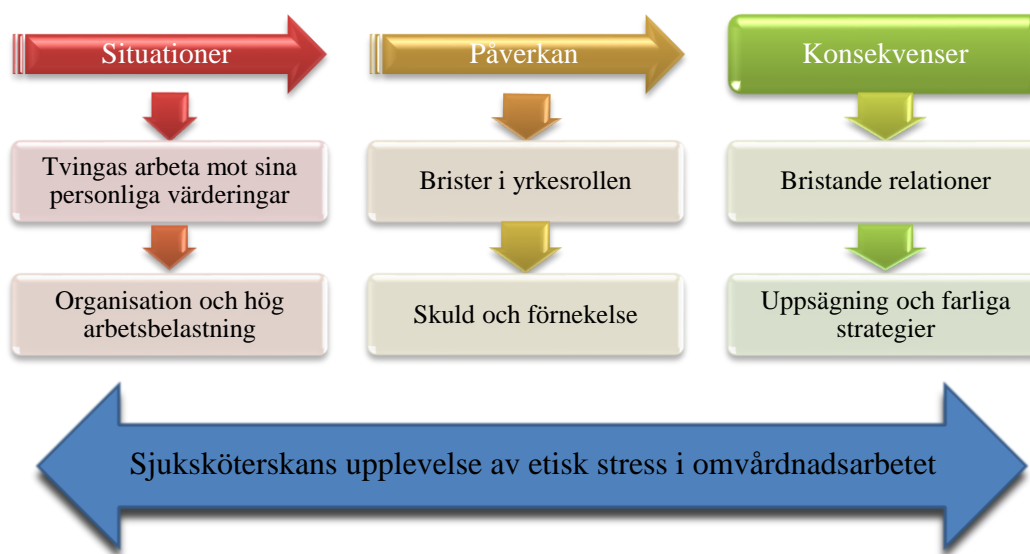 Situationer
Påverkan
Konsekvenser
Tvingas arbeta mot sina
personliga värderingar
Brister i yrkesrollen
Bristande relationer
Organisation och hög
arbetsbelastning
Skuld och förnekelse
Uppsägning och farliga
strategier
Sjuksköterskans upplevelse av etisk stress i omvårdnadsarbetet